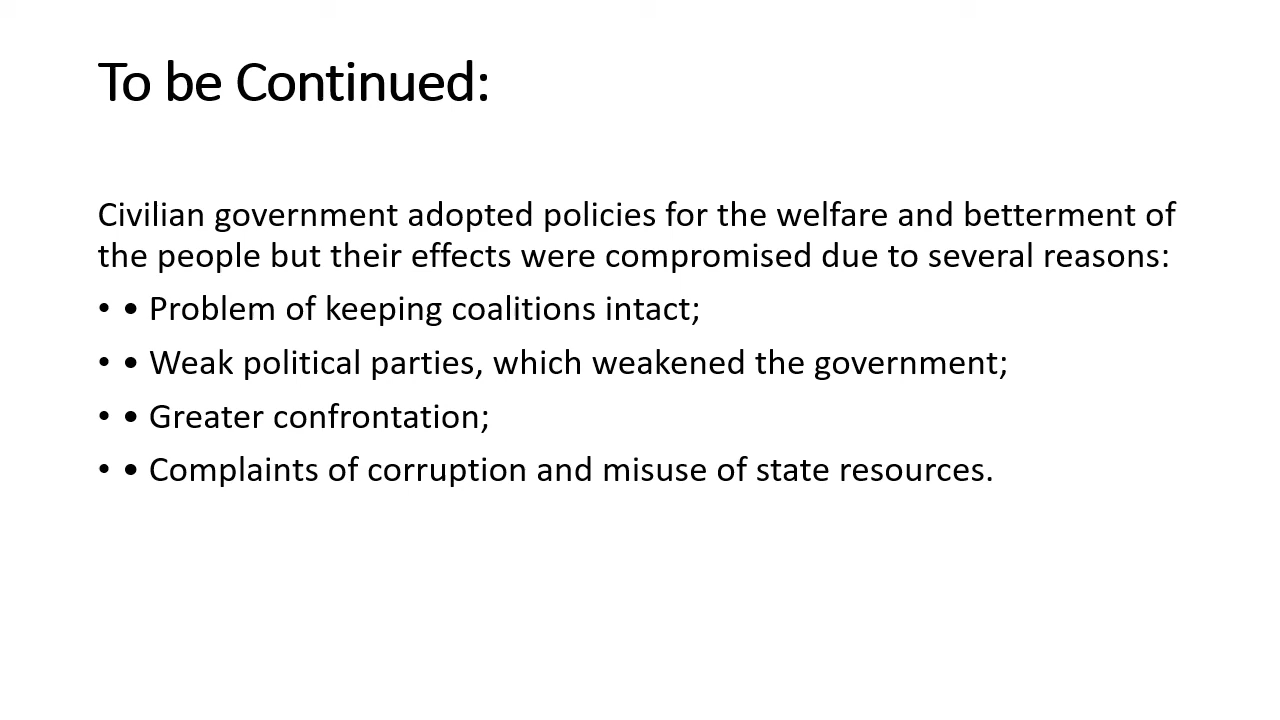 To be Continued:
Civilian government adopted policies for the welfare and betterment of
the people but their effects were compromised due to several reasons:
• • Problem of keeping coalitions intact;
• • Weak political parties, which weakened the government;
• • Greater confrontation;
• • Complaints of corruption and misuse of state resources.